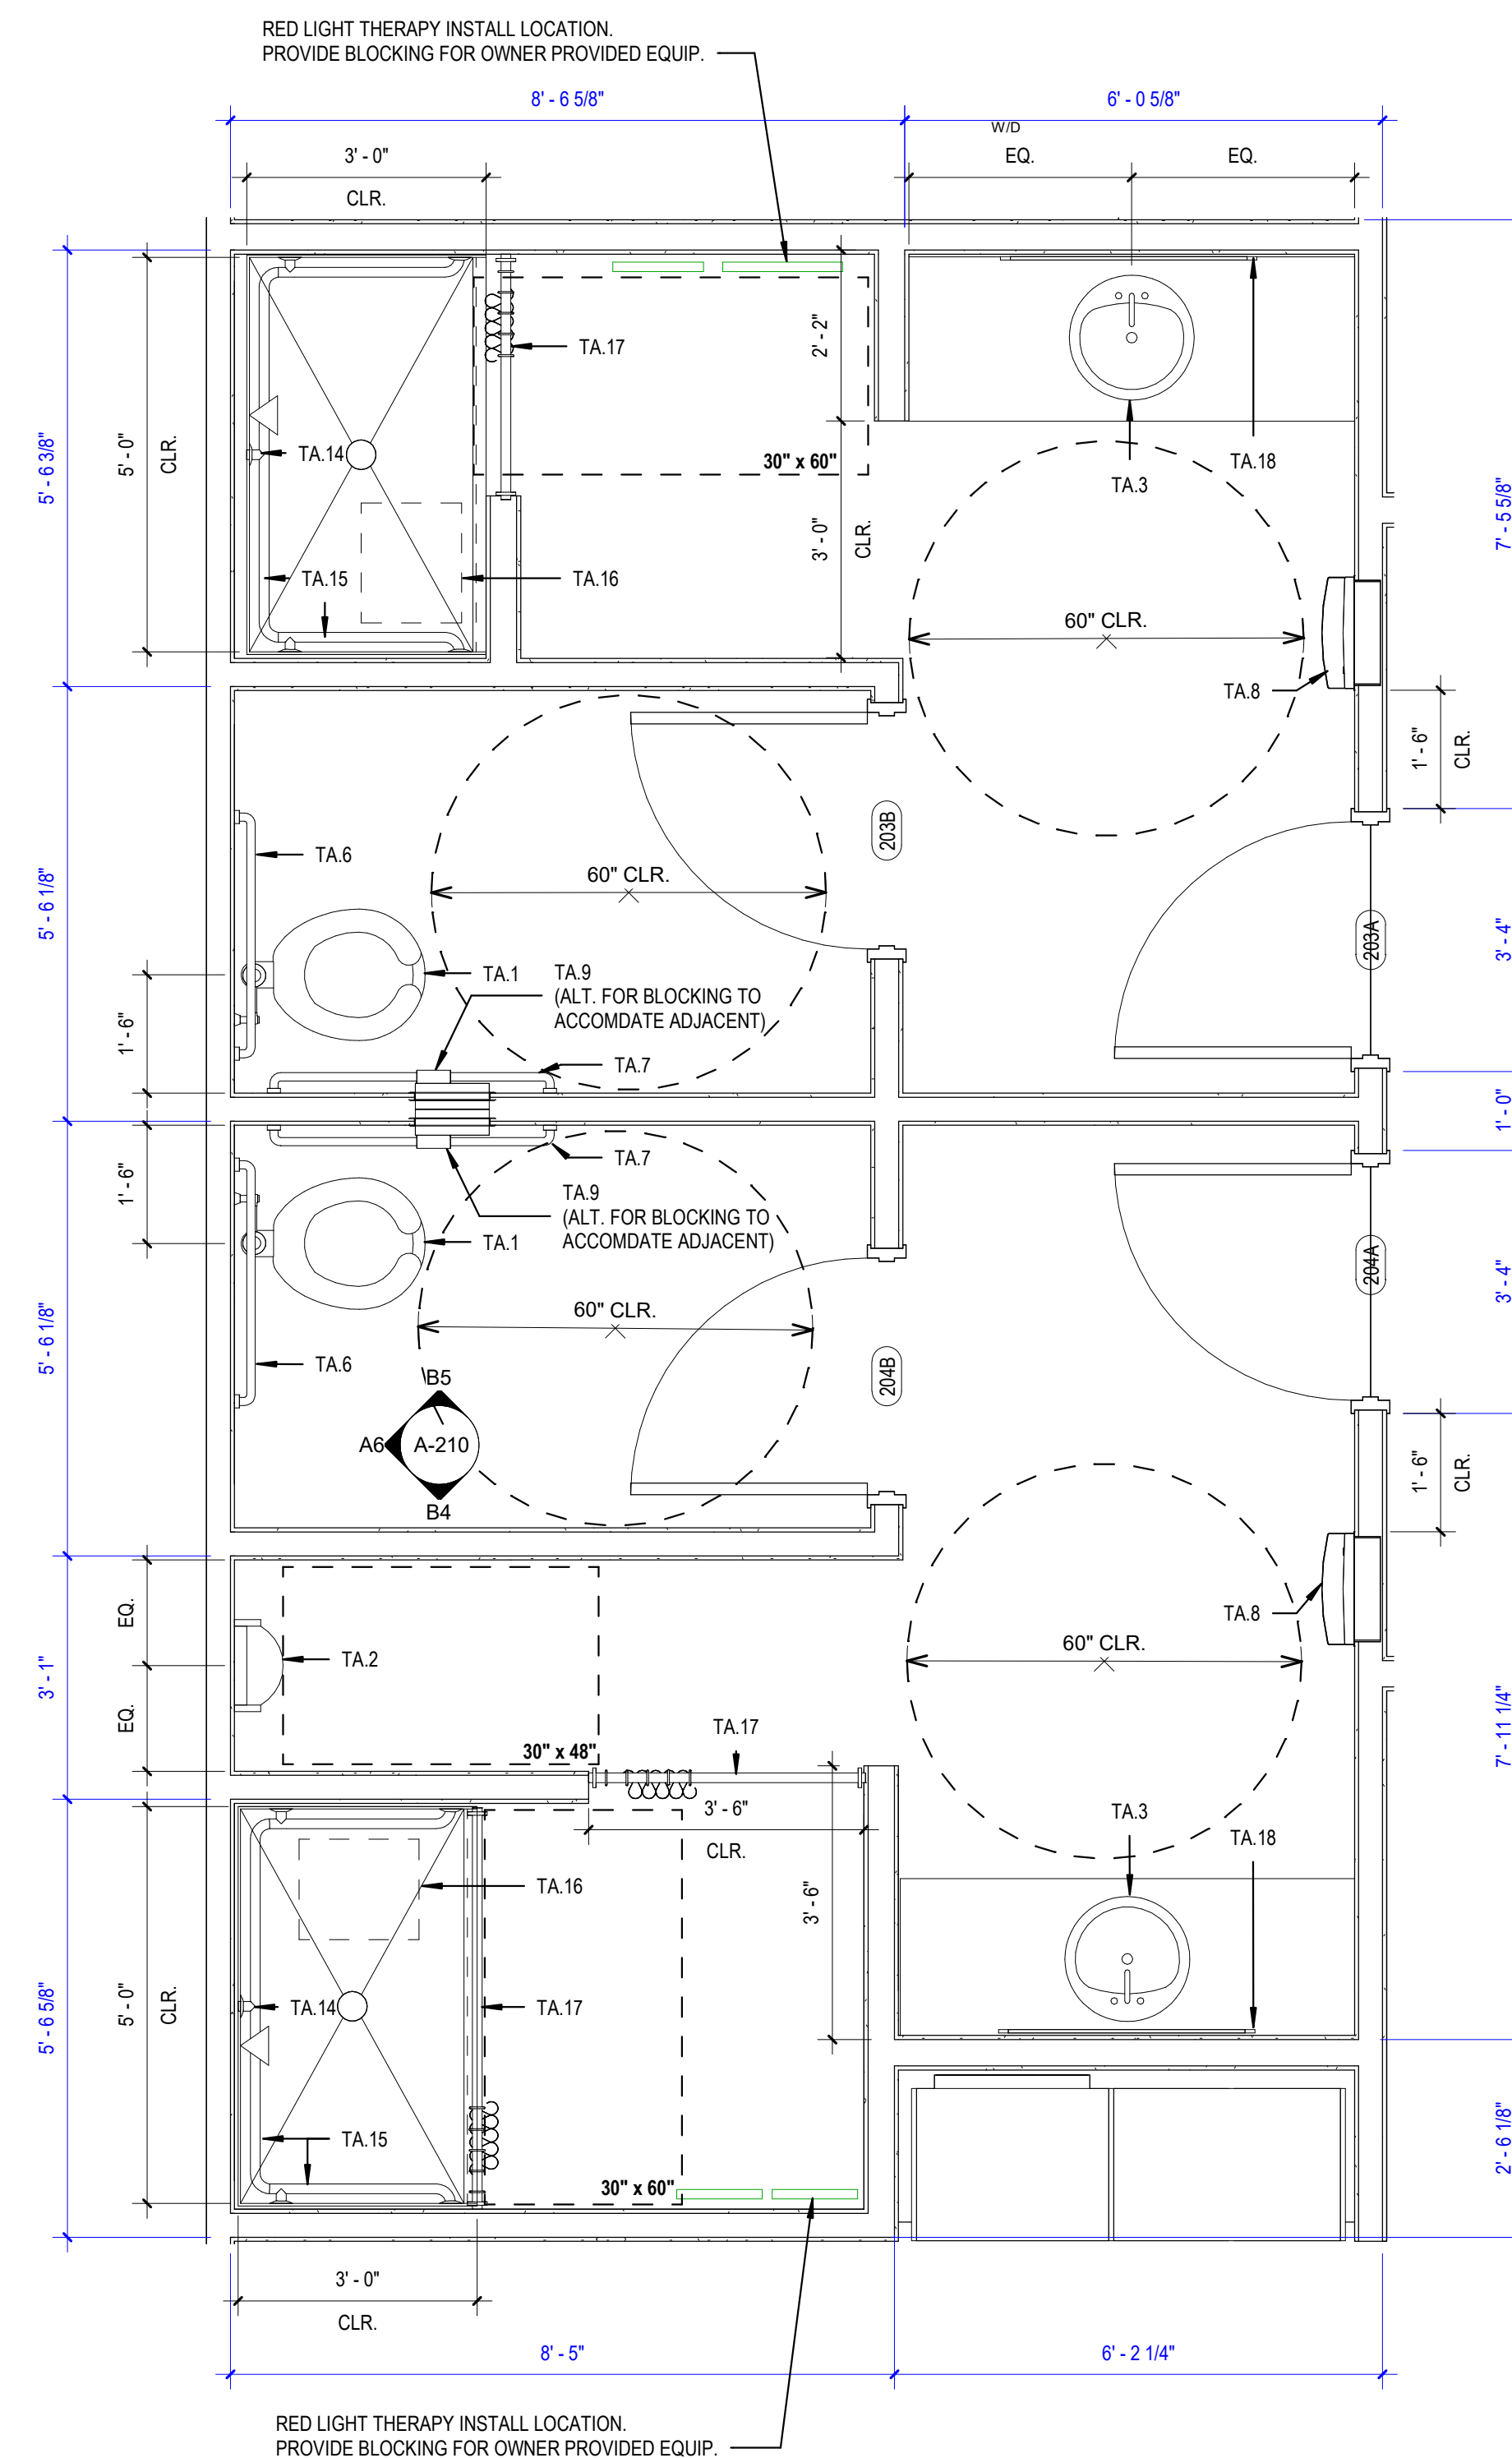 RED LIGHT THERAPY INSTALL LOCATION.
PROVIDE BLOCKING FOR OWNER PROVIDED EQUIP.
8' - 6 5/8"
6' - 0 5/8"
W/D
3' - 0"
CLR.
EQ.
EQ.
2' - 2"
TA.17
5' - 6 3/8"
5' - 0"
CLR.
TA.14
30" x 60"
TA.18
TA.3
7' - 5 5/8"
3' - 0"
CLR.
TA.15
TA.16
60" CLR.
TA.8
1' - 6"
CLR.
203B
TA.6
60" CLR.
5' - 6 1/8"
203A
3' - 4"
TA.1
TA.9
(ALT. FOR BLOCKING TO
ACCOMDATE ADJACENT)
1' - 6"
TA.7
1' - 0"
TA.7
1' - 6"
TA.9
(ALT. FOR BLOCKING TO
ACCOMDATE ADJACENT)
TA.1
204A
3' - 4"
60" CLR.
5' - 6 1/8"
TA.6
204B
B5
A6
A-210
B4
1' - 6"
CLR.
EQ.
TA.8
TA.2
60" CLR.
3' - 1"
EQ.
TA.17
30" x 48"
7' - 11 1/4"
3' - 6"
CLR.
TA.3
TA.18
TA.16
3' - 6"
5' - 0"
CLR.
TA.14
TA.17
5' - 6 5/8"
TA.15
30" x 60"
2' - 6 1/8"
3' - 0"
CLR.
8' - 5"
6' - 2 1/4"
RED LIGHT THERAPY INSTALL LOCATION.
PROVIDE BLOCKING FOR OWNER PROVIDED EQUIP.